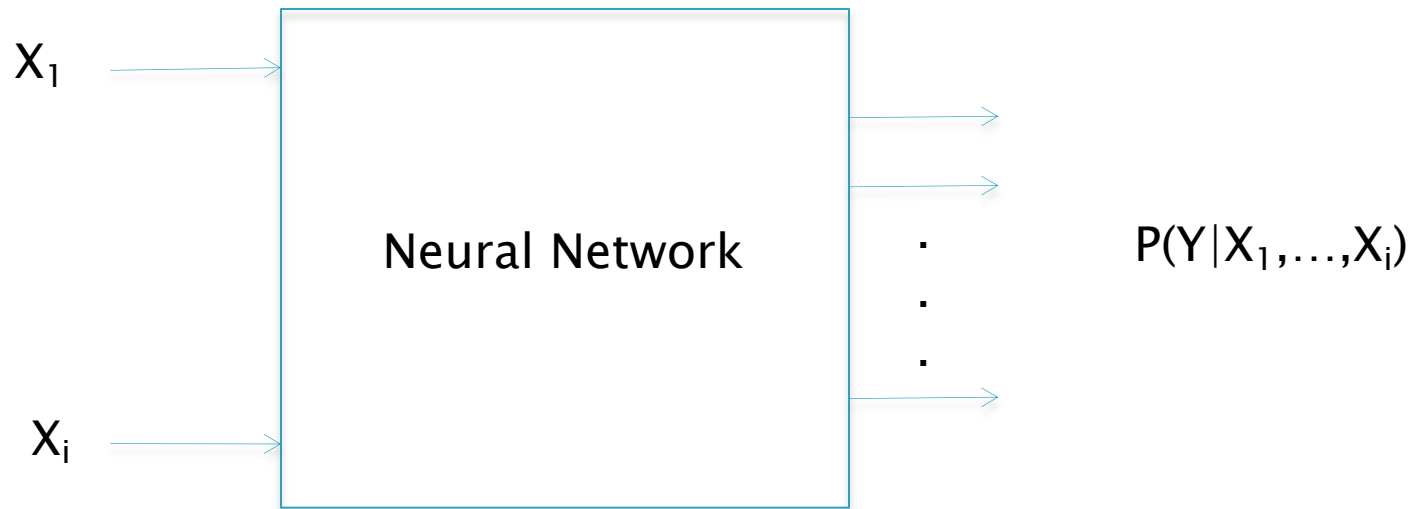 X₁
Neural Network
.
.
.
P(Y|X₁,...,Xᵢ)
Xᵢ